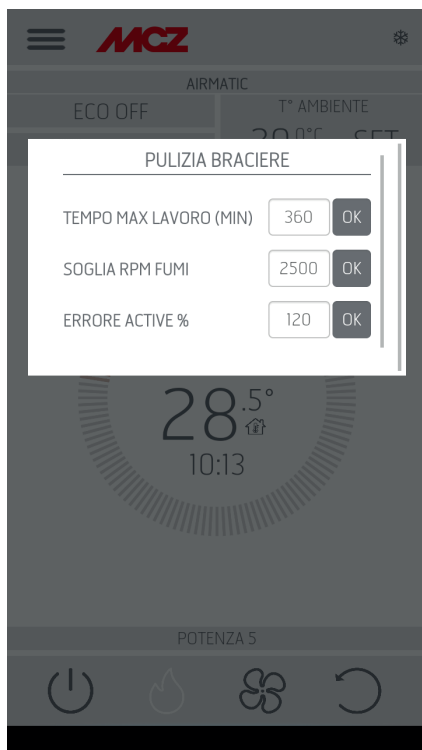 MCZ
AIRMATIC
ECO OFF
T° AMBIENTE
SET
PULIZIA BRACIERE
TEMPO MAX LAVORO (MIN) 360 OK
SOGLIA RPM FUMI 2500 OK
ERRORE ACTIVE % 120 OK
28.5°
10:13
POTENZA 5